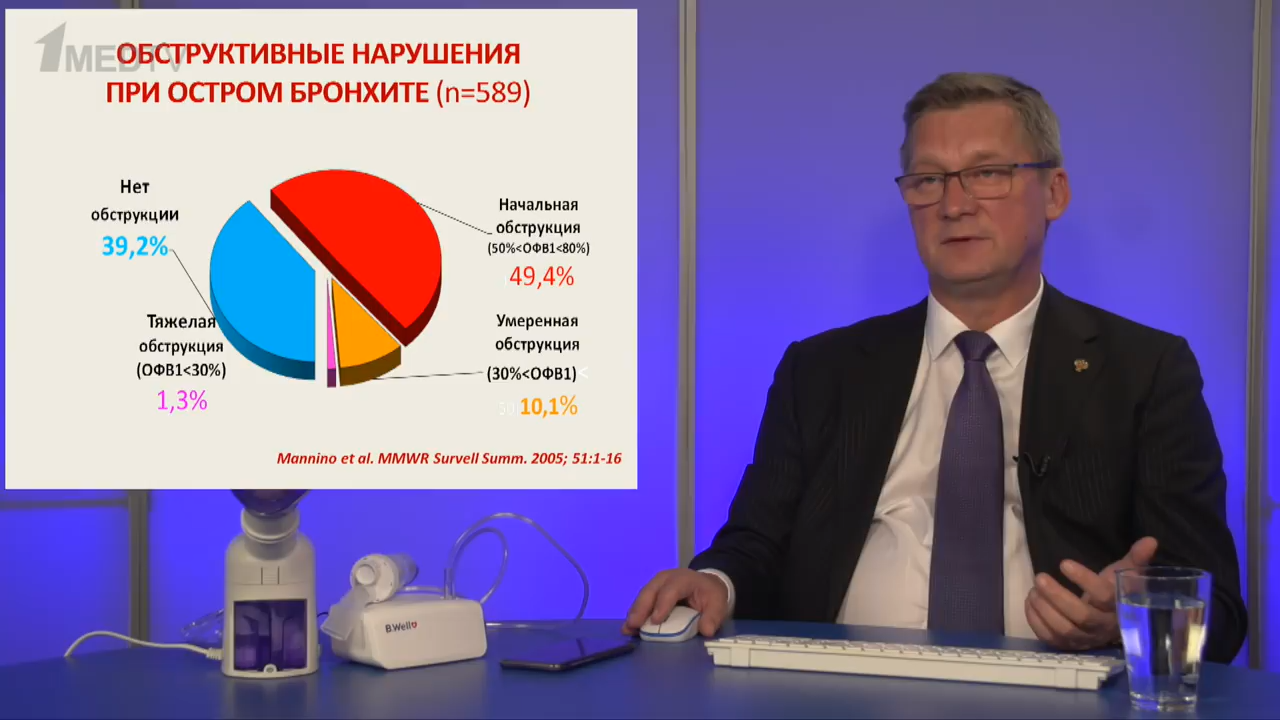 1MEDTV
ОБСТРУКТИВНЫЕ НАРУШЕНИЯ
ПРИ ОСТРОМ БРОНХИТЕ (n=589)
Нет
обструкции
39,2%
Начальная
обструкция
(50%<ОФВ1<80%)
49,4%
Тяжелая
обструкция
(ОФВ1<30%)
1,3%
Умеренная
обструкция
(30%<ОФВ1) <
10,1%
Mannino et al. MMWR Survell Summ. 2005; 51:1-16
B.Well